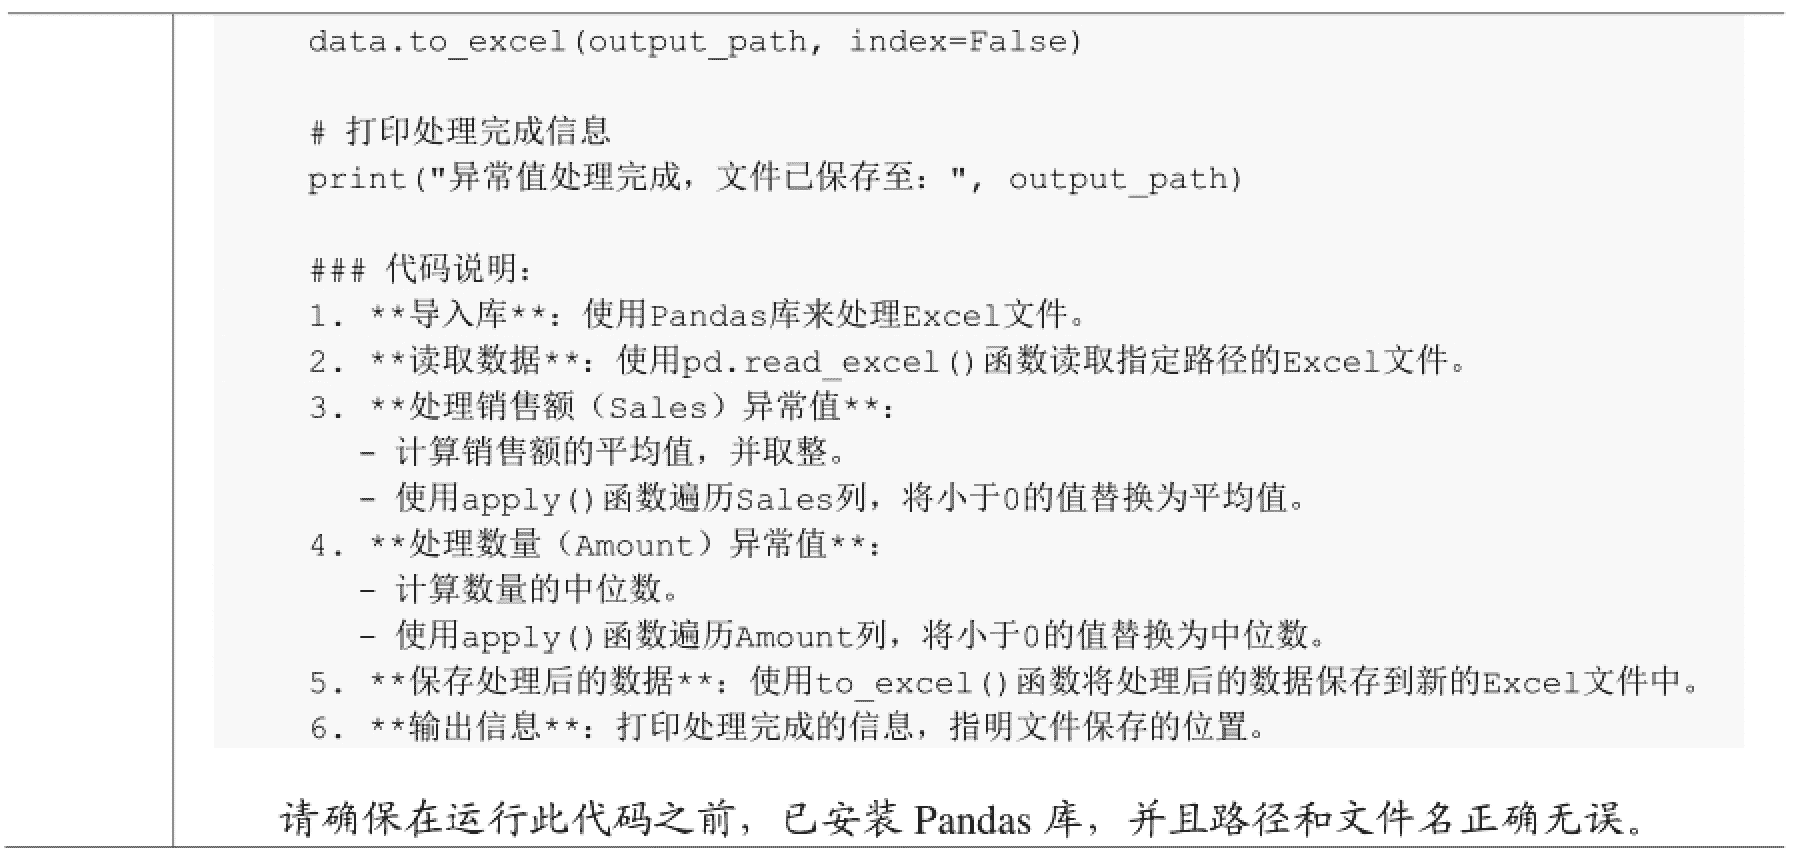 data.to_excel(output_path, index=False)
# 打印处理完成信息
print("异常值处理完成，文件已保存至：", output_path)
### 代码说明：
1. **导入库**：使用Pandas库来处理Excel文件。
2. **读取数据**：使用pd.read_excel()函数读取指定路径的Excel文件。
3. **处理销售额（Sales）异常值**：
- 计算销售额的平均值，并取整。
- 使用apply()函数遍历Sales列，将小于0的值替换为平均值。
4. **处理数量（Amount）异常值**：
- 计算数量的中位数。
- 使用apply()函数遍历Amount列，将小于0的值替换为中位数。
5. **保存处理后的数据**：使用to_excel()函数将处理后的数据保存到新的Excel文件中。
6. **输出信息**：打印处理完成的信息，指明文件保存的位置。
请确保在运行此代码之前，已安装 Pandas 库，并且路径和文件名正确无误。